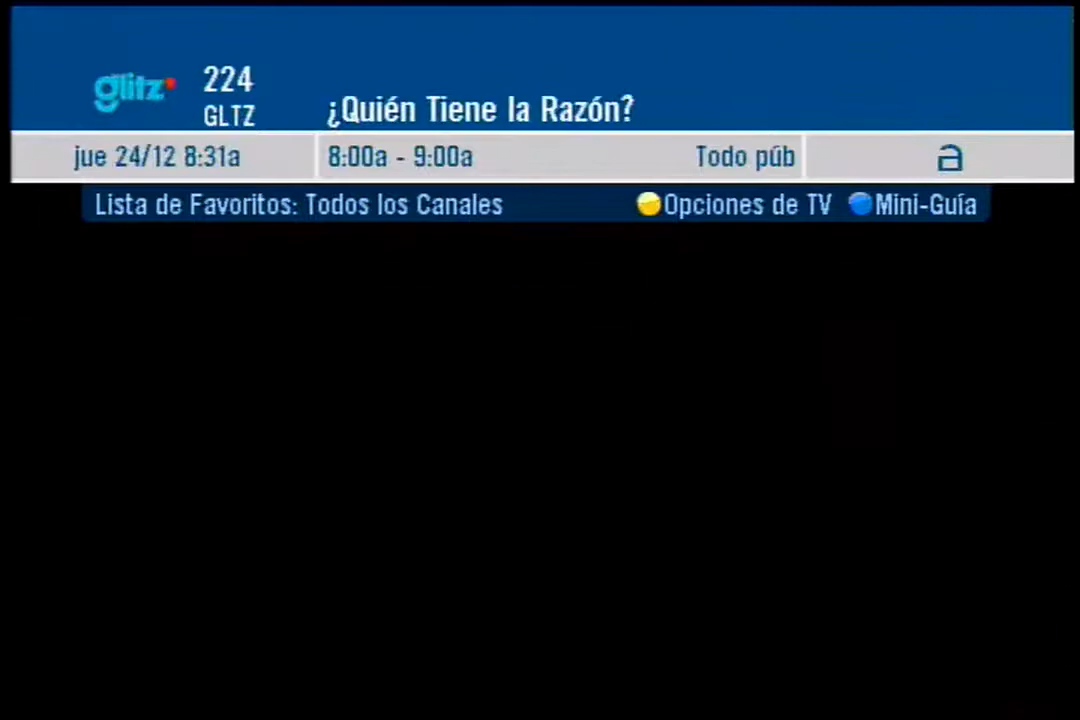 glitz
224
GLTZ
¿Quién Tiene la Razón?
jue 24/12 8:31a 8:00a - 9:00a Todo púb
Lista de Favoritos: Todos los Canales Opciones de TV Mini-Guía